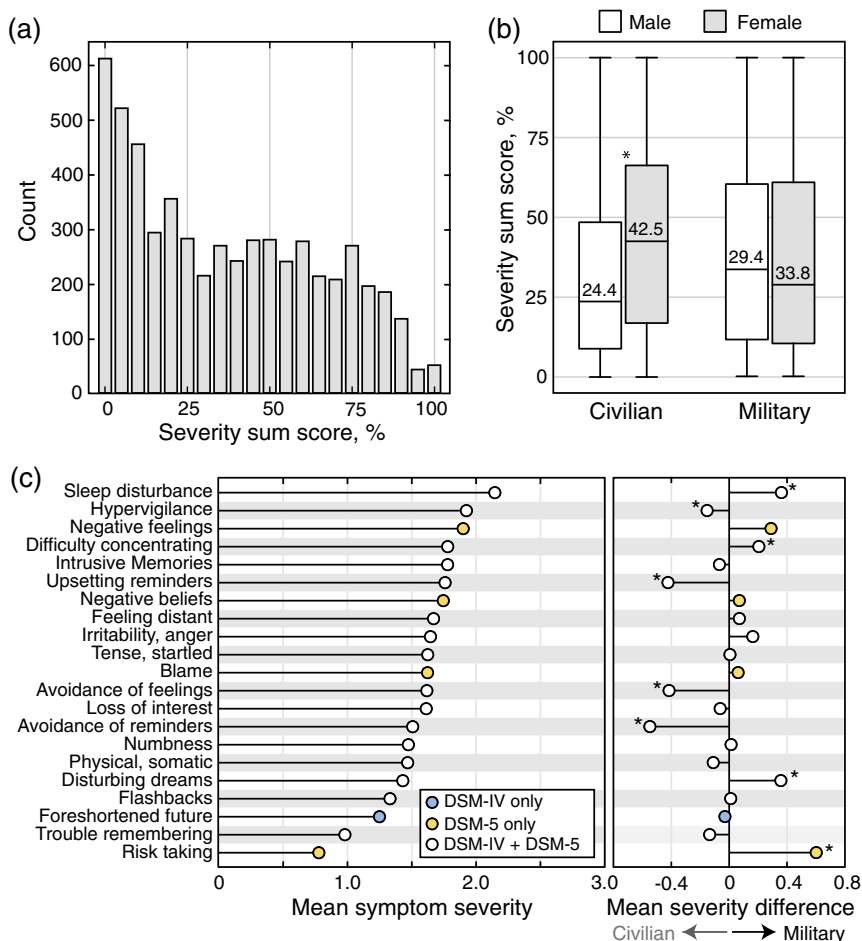 (a)
600
500
400
300
200
100
0
Count
0 25 50 75 100
Severity sum score, %
(b)
Male Female
100
75
50
25
0
Severity sum score, %
*
24.4
42.5
29.4
33.8
Civilian Military
(c)
Sleep disturbance *
Hypervigilance *
Negative feelings
Difficulty concentrating *
Intrusive Memories
Upsetting reminders *
Negative beliefs
Feeling distant
Irritability, anger
Tense, startled
Blame
Avoidance of feelings *
Loss of interest
Avoidance of reminders *
Numbness
Physical, somatic
Disturbing dreams *
Flashbacks
Foreshortened future
Trouble remembering
Risk taking *
DSM-IV only
DSM-5 only
DSM-IV + DSM-5
0 1.0 2.0 3.0
Mean symptom severity
-0.4 0 0.4 0.8
Mean severity difference
Civilian Military